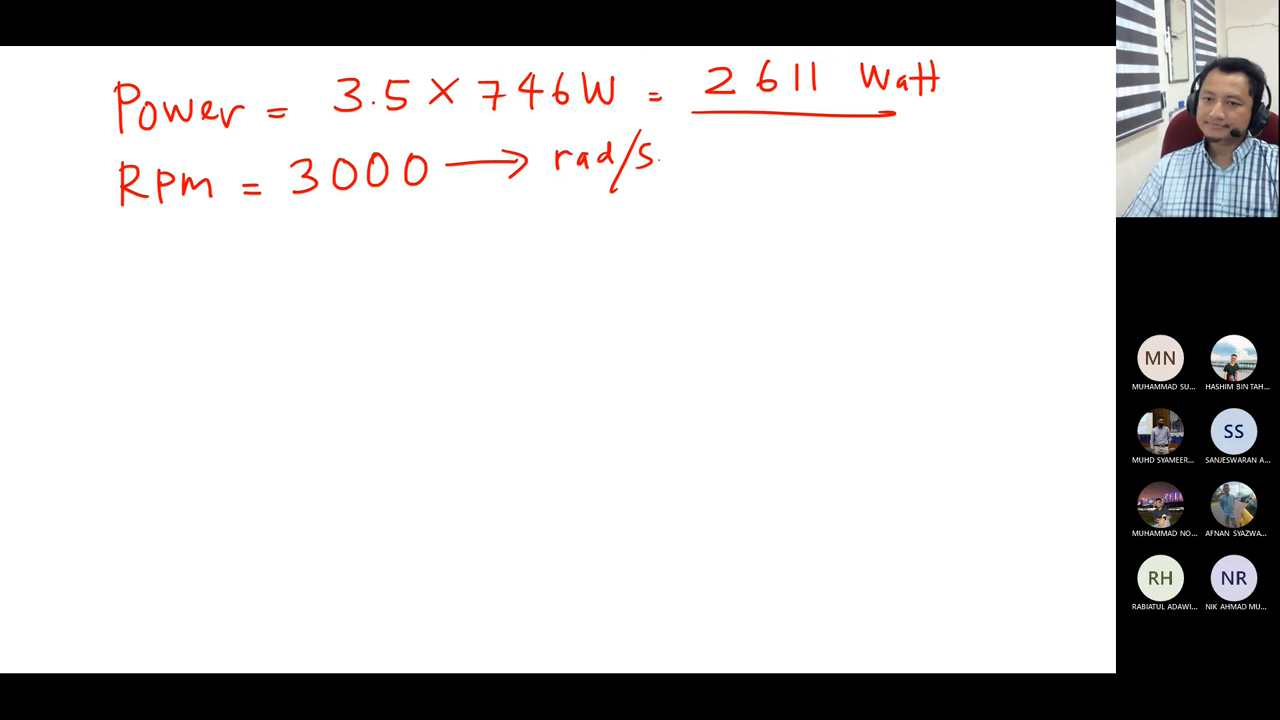 Power = 3.5 × 746W = 2611 Watt
Rpm = 3000 → rad/s.
MN
MUHAMMAD SU...
HASHIM BIN TAH...
MUHD SYAMEER...
SS
SANJESWARAN A...
MUHAMMAD NO...
AFNAN SYAZWA...
RH
RABIATUL ADAWI...
NR
NIK AHMAD MU...